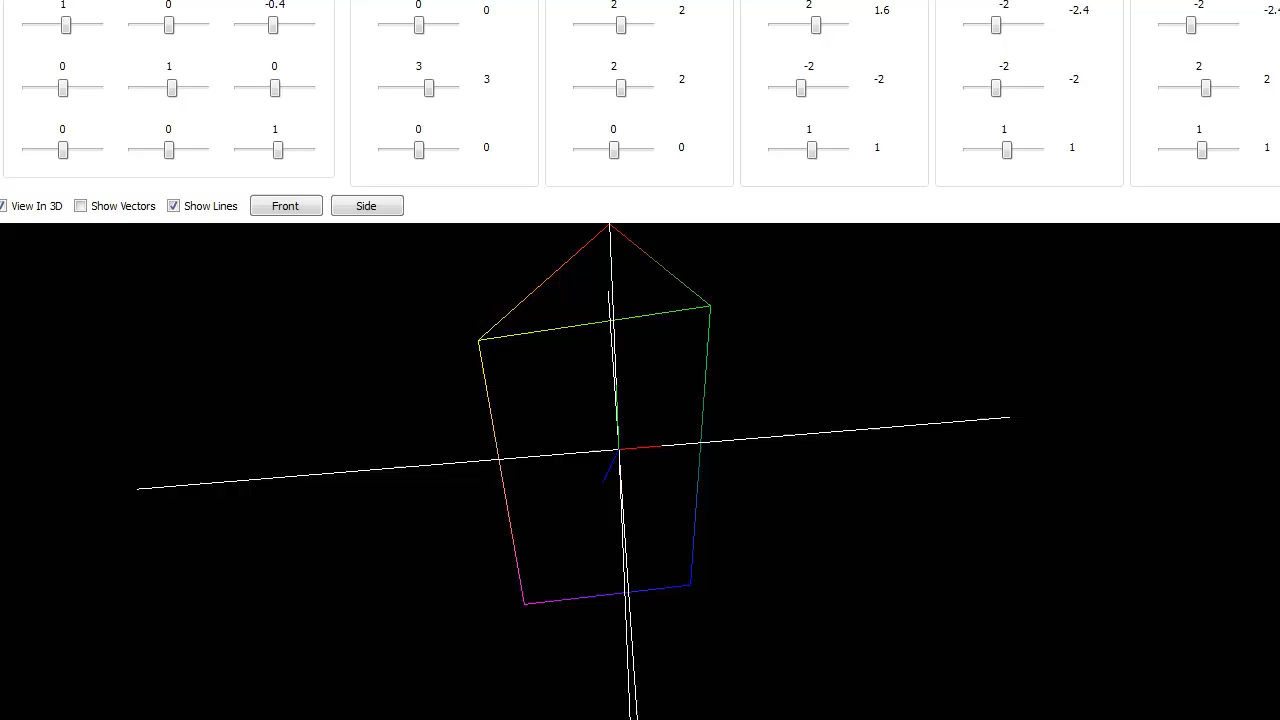 1 0 -0.4 0 0 2 2 2 1.6 -2 -2.4 -2
0 1 0 3 3 2 2 -2 -2 -2 -2 2 2
0 0 1 0 0 0 0 1 1 1 1 1 1
View In 3D Show Vectors Show Lines Front Side